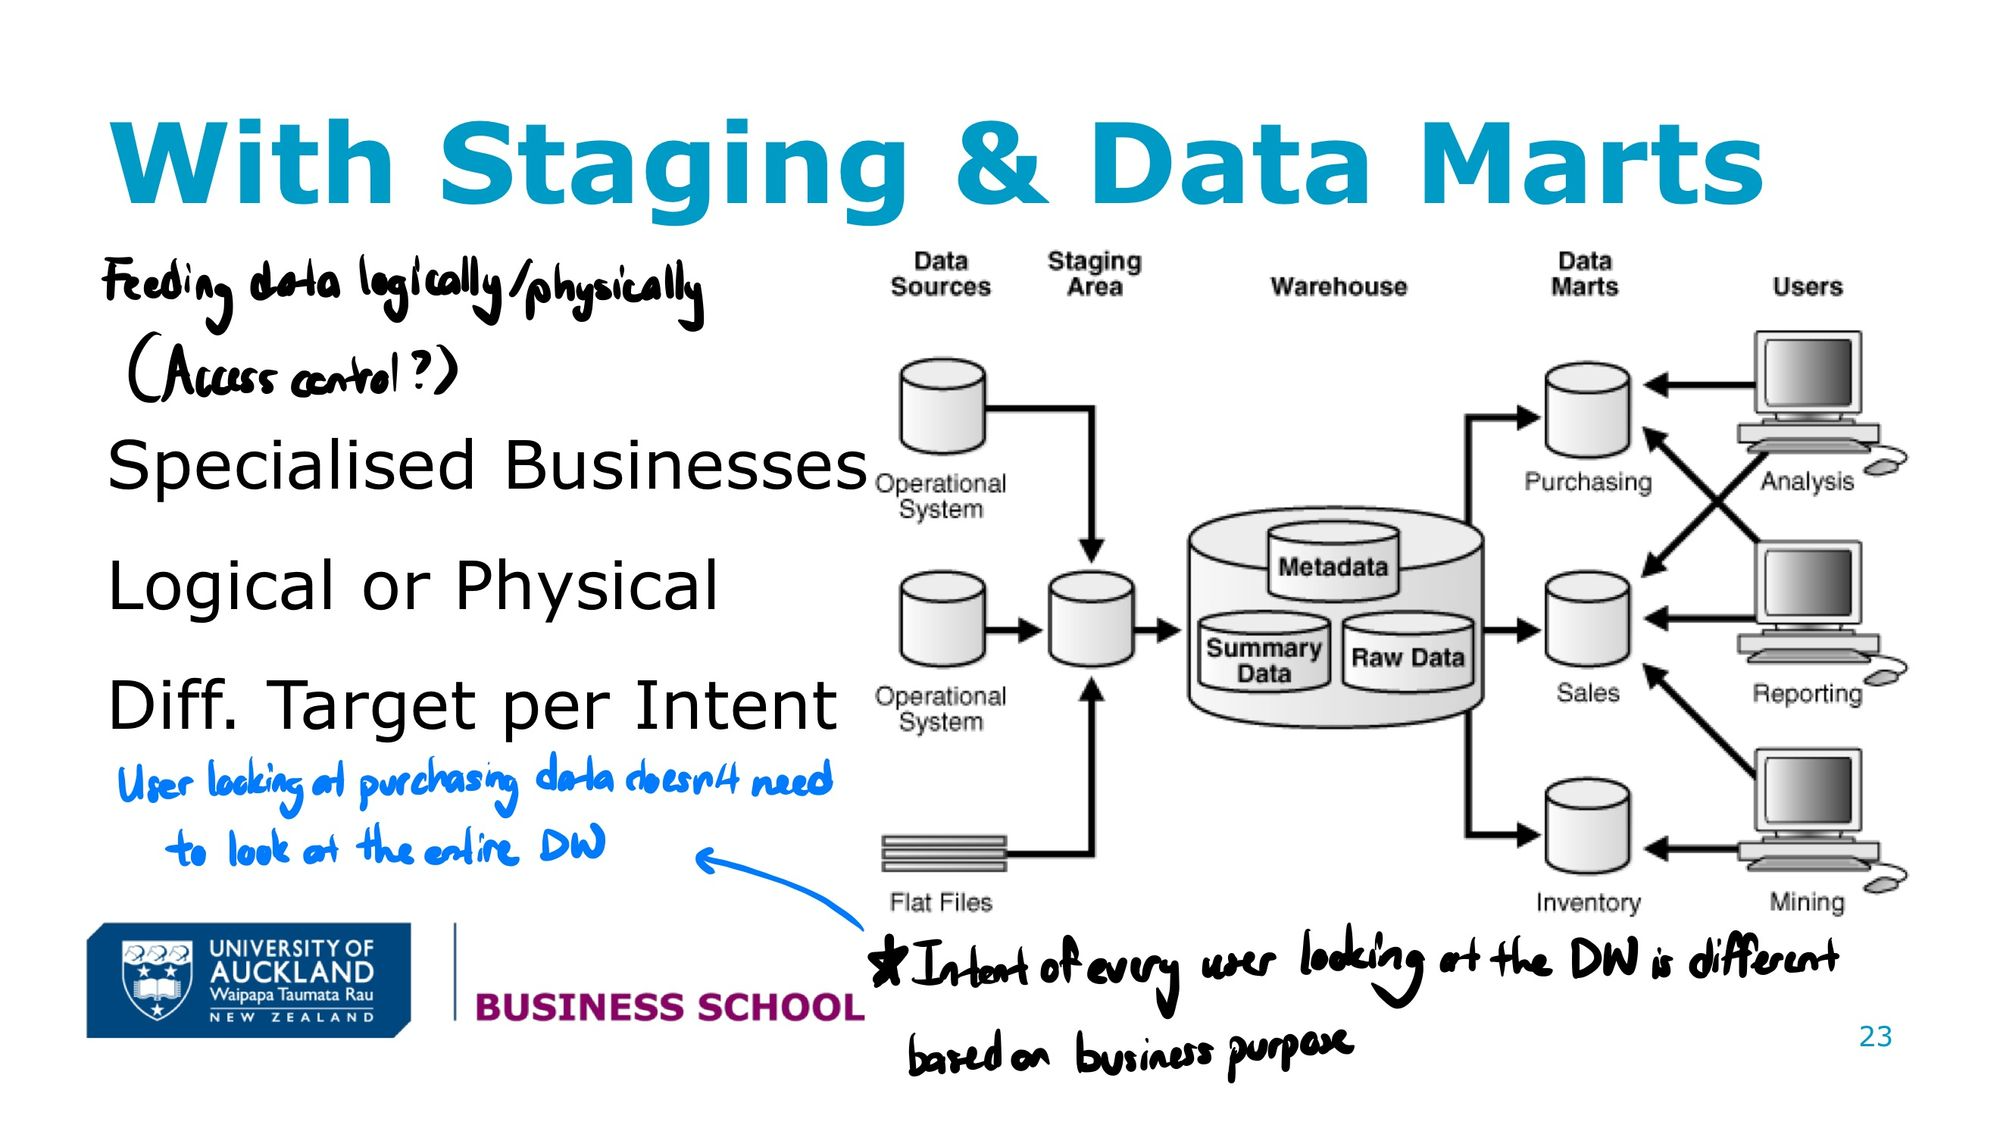 With Staging & Data Marts
Feeding data logically/physically
(Access control?)
Specialised Businesses
Logical or Physical
Diff. Target per Intent
User looking at purchasing data doesn't need
to look at the entire DW
Data
Sources
Staging
Area
Warehouse
Data
Marts
Users
Operational
System
Operational
System
Flat Files
Metadata
Summary
Data
Raw Data
Purchasing
Sales
Inventory
Analysis
Reporting
Mining
★Intent of every user looking at the DW is different
based on business purpose
UNIVERSITY OF
AUCKLAND
Waipapa Taumata Rau
NEW ZEALAND
BUSINESS SCHOOL
23